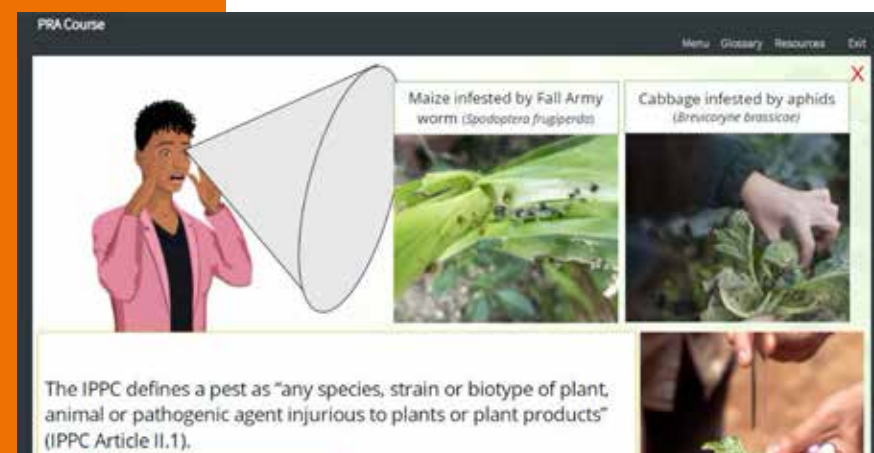 PRA Course
Menu Glossary Resources Exit
X
Maize infested by Fall Army
worm (Spodoptera frugiperda)
Cabbage infested by aphids
(Brevicoryne brassicae)
The IPPC defines a pest as “any species, strain or biotype of plant,
animal or pathogenic agent injurious to plants or plant products”
(IPPC Article II.1).